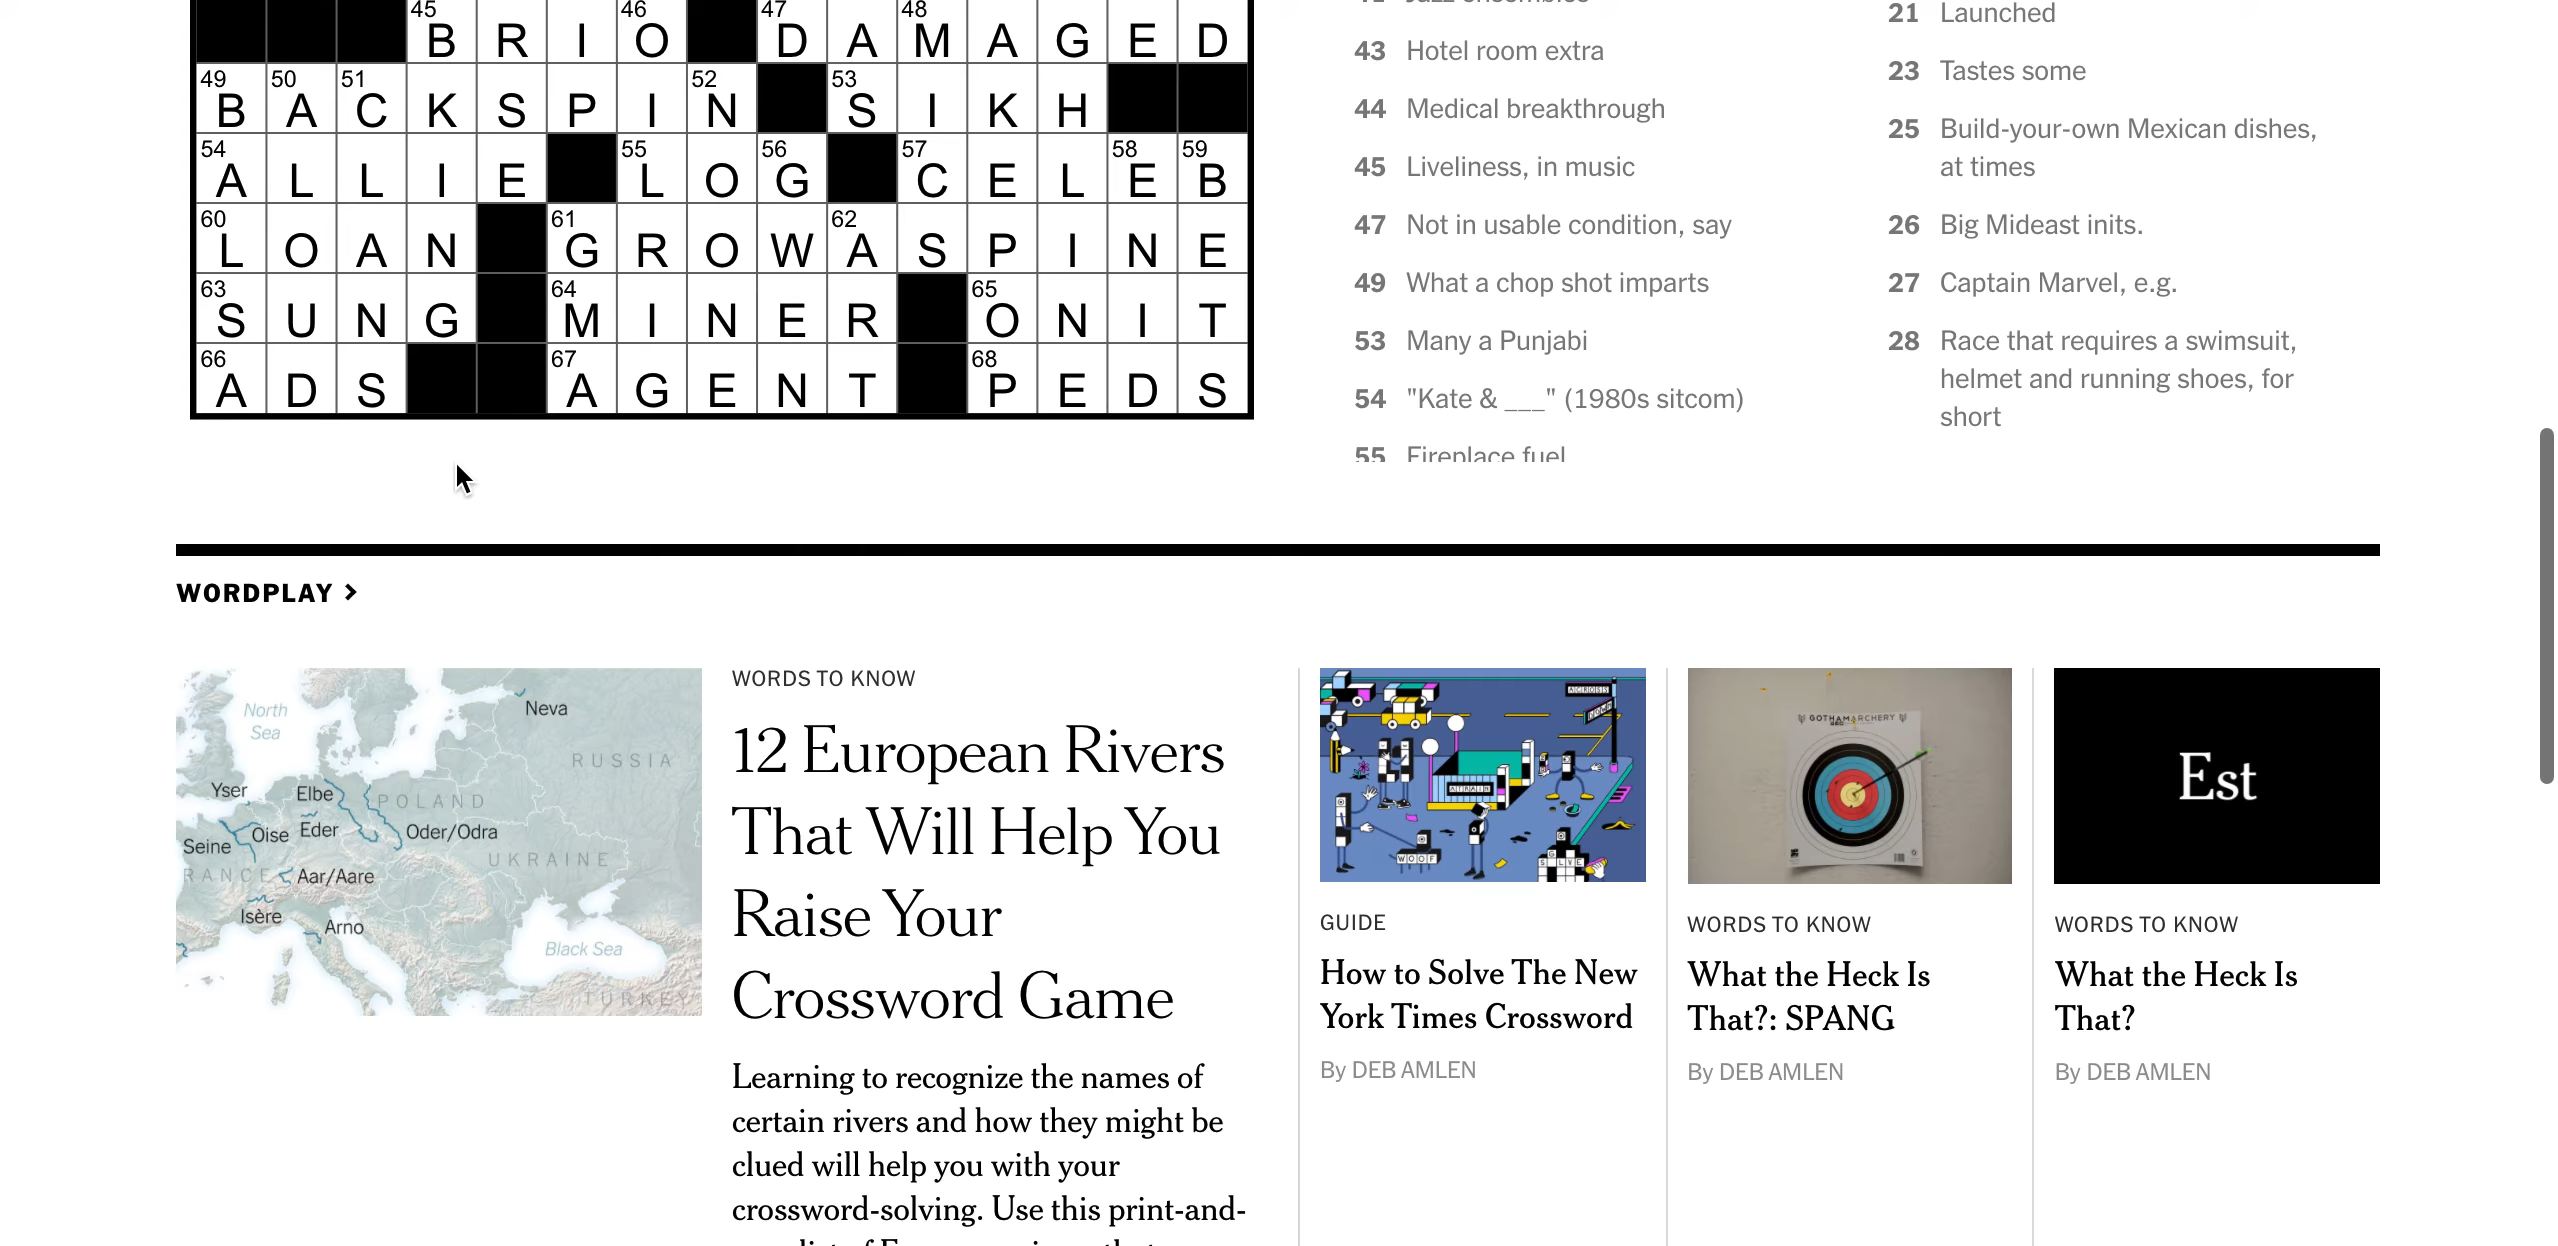 45 46 47 48
B R I O D A M A G E D
49 50 51 52 53
B A C K S P I N S I K H
54 55 56 57 58 59
A L L I E L O G C E L E B
60 61 62
L O A N G R O W A S P I N E
63 64 65
S U N G M I N E R O N I T
66 67 68
A D S A G E N T P E D S
43 Hotel room extra
44 Medical breakthrough
45 Liveliness, in music
47 Not in usable condition, say
49 What a chop shot imparts
53 Many a Punjabi
54 "Kate & ___" (1980s sitcom)
55 Fireplace fuel
21 Launched
23 Tastes some
25 Build-your-own Mexican dishes,
at times
26 Big Mideast inits.
27 Captain Marvel, e.g.
28 Race that requires a swimsuit,
helmet and running shoes, for
short
WORDPLAY >
North
Sea
Neva
RUSSIA
Yser
Elbe
POLAND
Oise
Eder
Oder/Odra
Seine
UKRAINE
RANCE
Aar/Aare
Isère
Arno
Black Sea
TURKEY
WORDS TO KNOW
12 European Rivers
That Will Help You
Raise Your
Crossword Game
Learning to recognize the names of
certain rivers and how they might be
clued will help you with your
crossword-solving. Use this print-and-
ACROSS
WOOF
GUIDE
How to Solve The New
York Times Crossword
By DEB AMLEN
GOTHAM ARCHERY
WORDS TO KNOW
What the Heck Is
That?: SPANG
By DEB AMLEN
Est
WORDS TO KNOW
What the Heck Is
That?
By DEB AMLEN